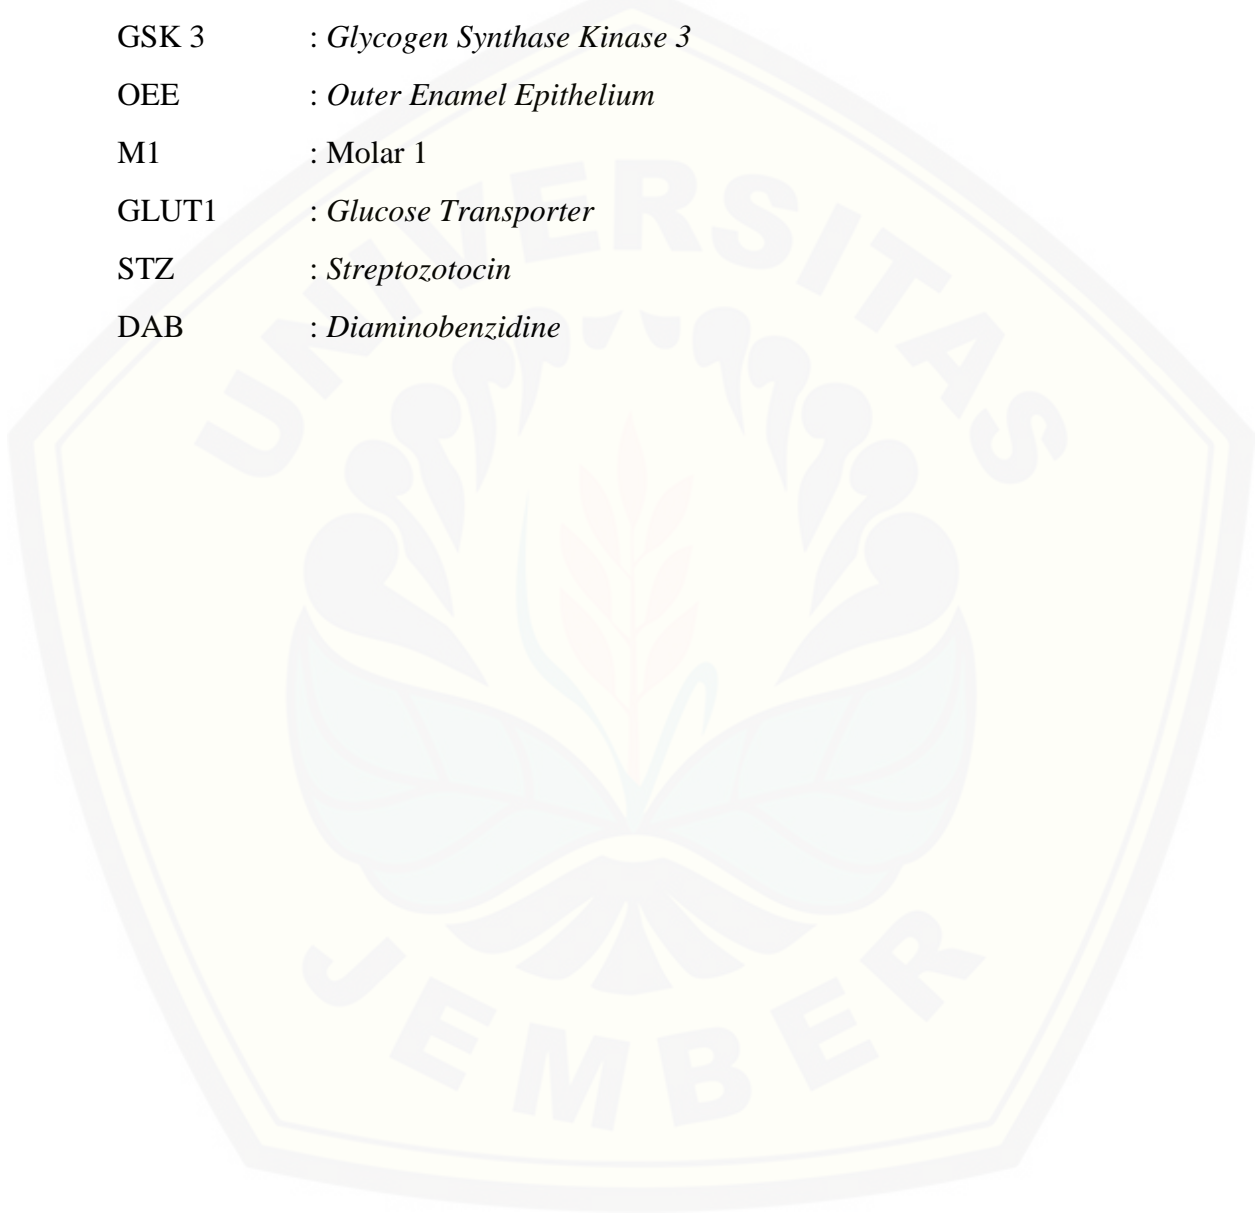 GSK 3 : Glycogen Synthase Kinase 3
OEE : Outer Enamel Epithelium
M1 : Molar 1
GLUT1 : Glucose Transporter
STZ : Streptozotocin
DAB : Diaminobenzidine
UNIVERSITAS
JEMBER